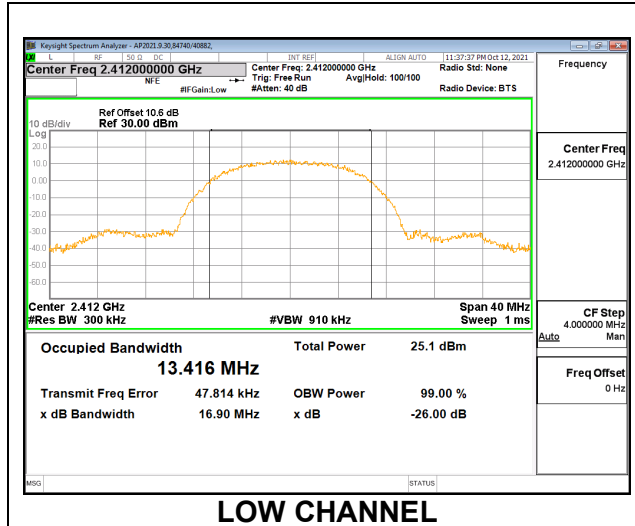 Keysight Spectrum Analyzer - AP2021.9.30,84740/40882,
LXI L RF 50 Ω DC INT REF ALIGN AUTO 11:37:37 PM Oct 12, 2021
Center Freq 2.412000000 GHz Center Freq: 2.412000000 GHz Radio Std: None Frequency
NFE Trig: Free Run Avg|Hold: 100/100
#IFGain:Low #Atten: 40 dB Radio Device: BTS
Ref Offset 10.6 dB
10 dB/div Ref 30.00 dBm
Log
20.0
10.0
0.00
-10.0
-20.0
-30.0
-40.0
-50.0
-60.0
Center Freq
2.412000000 GHz
Center 2.412 GHz Span 40 MHz
#Res BW 300 kHz #VBW 910 kHz Sweep 1 ms
CF Step
4.000000 MHz
Auto Man
Occupied Bandwidth Total Power 25.1 dBm
13.416 MHz
Freq Offset
0 Hz
Transmit Freq Error 47.814 kHz OBW Power 99.00 %
x dB Bandwidth 16.90 MHz x dB -26.00 dB
MSG STATUS
LOW CHANNEL